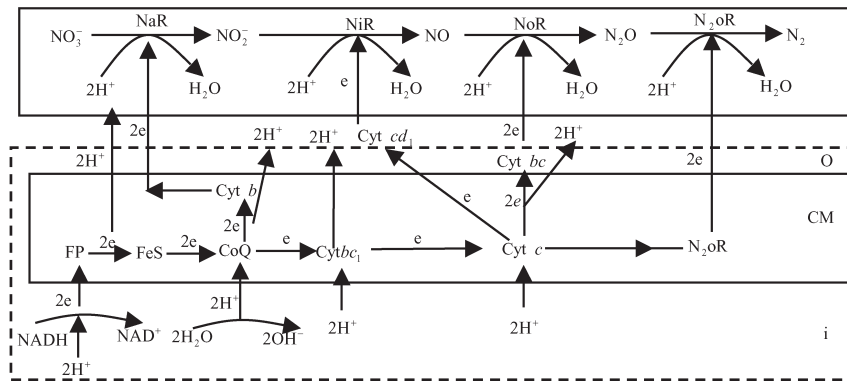 NaR NiR NoR N₂oR
NO₃⁻ NO₂⁻ NO N₂O N₂
2H⁺ H₂O 2H⁺ e H₂O 2H⁺ H₂O 2H⁺ H₂O
2e 2H⁺ 2H⁺ Cyt cd₁ 2e 2H⁺
2H⁺ Cyt bc 2e O
Cyt b e 2e CM
2e
FP 2e FeS 2e CoQ e Cytbc₁ e Cyt c N₂oR
2e 2H⁺
NADH NAD⁺ 2H₂O 2OH⁻ 2H⁺ 2H⁺ i
2H⁺